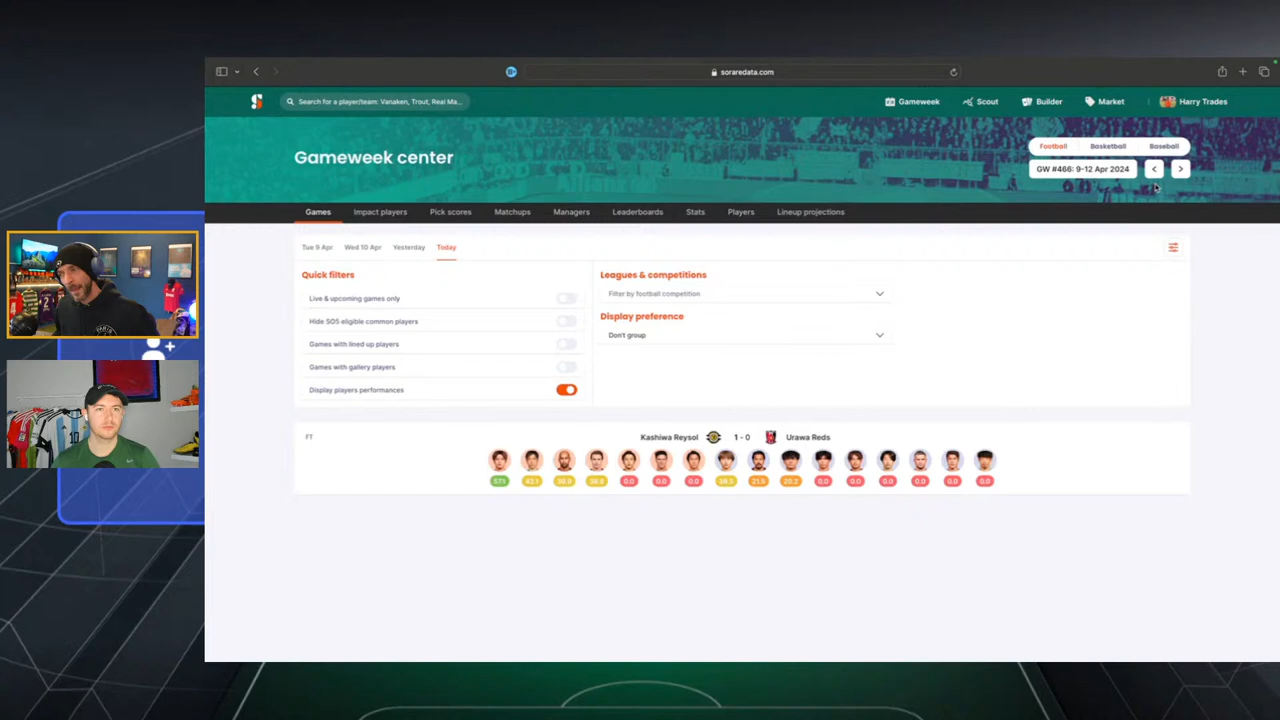 soraredata.com
Search for a player/team: Vanaken, Trout, Real Ma...
Gameweek
Scout
Builder
Market
Harry Trades
Gameweek center
Football
Basketball
Baseball
GW #466: 9-12 Apr 2024
Games
Impact players
Pick scores
Matchups
Managers
Leaderboards
Stats
Players
Lineup projections
Tue 9 Apr
Wed 10 Apr
Yesterday
Today
Quick filters
Live & upcoming games only
Hide SO5 eligible common players
Games with lined up players
Games with gallery players
Display players performances
Leagues & competitions
Filter by football competition
Display preference
Don't group
FT
Kashiwa Reysol
1 - 0
Urawa Reds
0.0 0.0 0.0 21.5 20.2 0.0 0.0 0.0 0.0 0.0 0.0